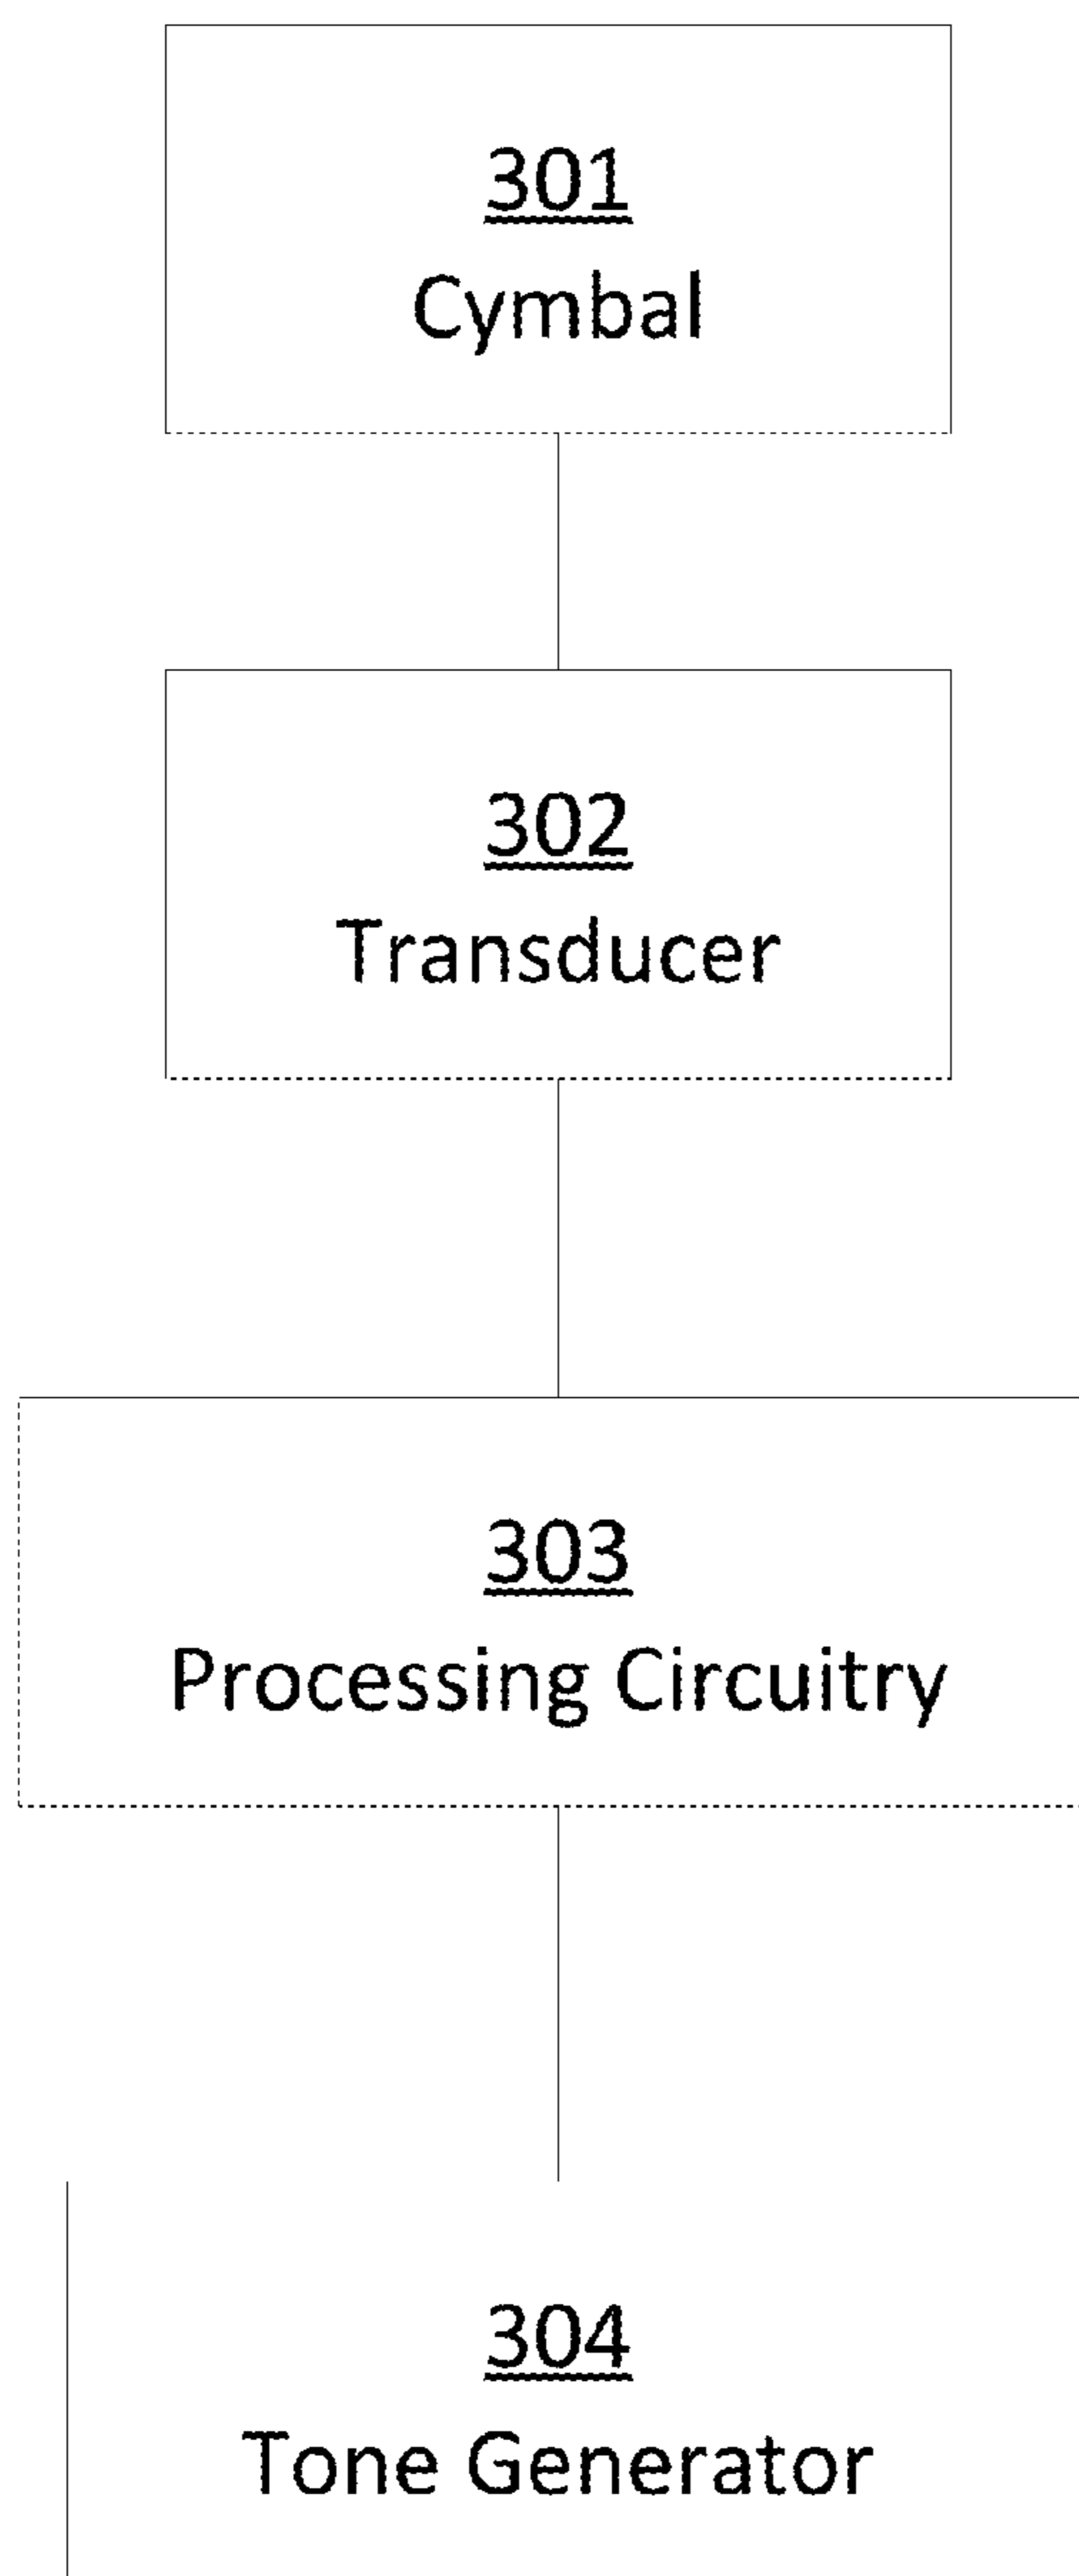 301
Cymbal
302
Transducer
303
Processing Circuitry
304
Tone Generator